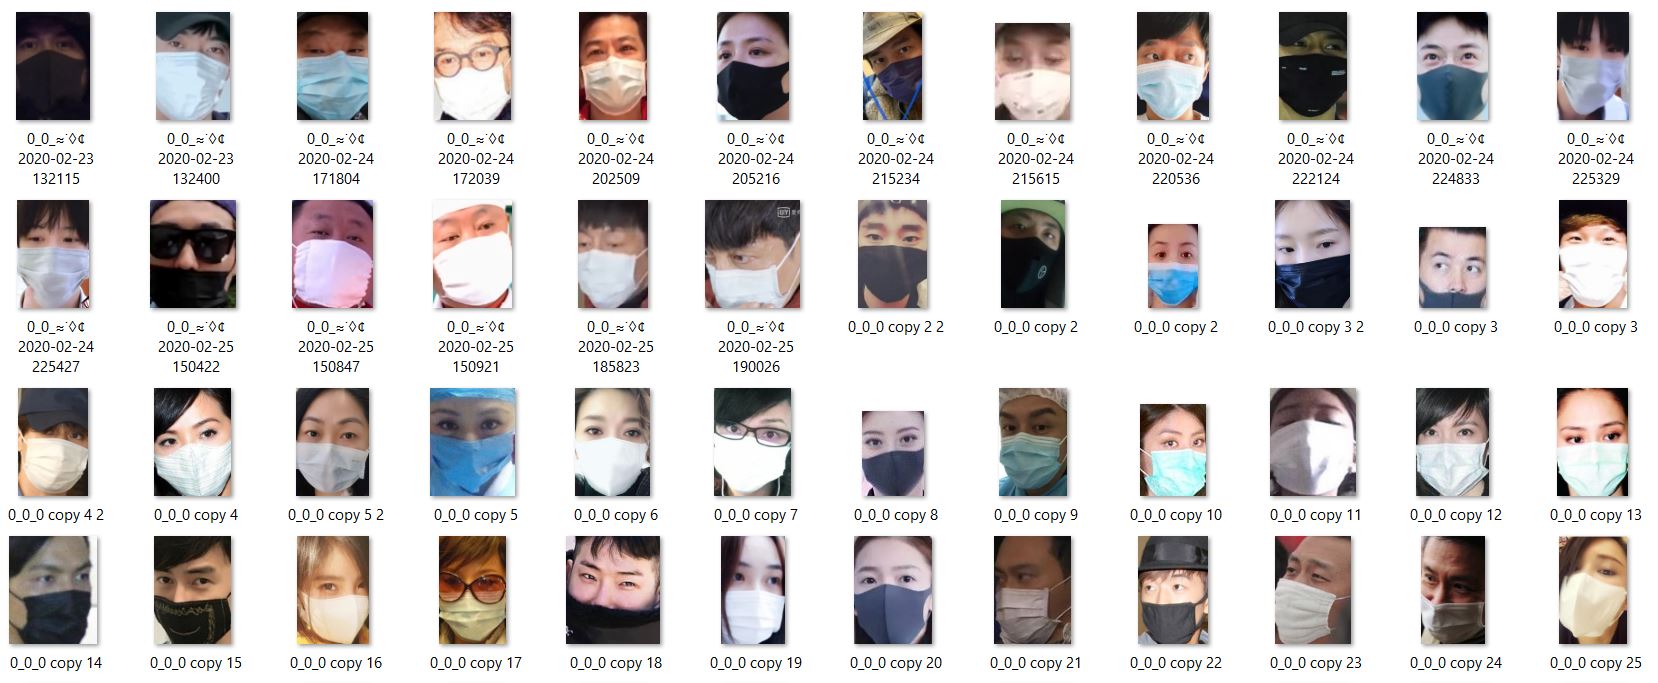 0_0_≈˙◊¢
2020-02-23
132115
0_0_≈˙◊¢
2020-02-23
132400
0_0_≈˙◊¢
2020-02-24
171804
0_0_≈˙◊¢
2020-02-24
172039
0_0_≈˙◊¢
2020-02-24
202509
0_0_≈˙◊¢
2020-02-24
205216
0_0_≈˙◊¢
2020-02-24
215234
0_0_≈˙◊¢
2020-02-24
215615
0_0_≈˙◊¢
2020-02-24
220536
0_0_≈˙◊¢
2020-02-24
222124
0_0_≈˙◊¢
2020-02-24
224833
0_0_≈˙◊¢
2020-02-24
225329
0_0_≈˙◊¢
2020-02-24
225427
0_0_≈˙◊¢
2020-02-25
150422
0_0_≈˙◊¢
2020-02-25
150847
0_0_≈˙◊¢
2020-02-25
150921
0_0_≈˙◊¢
2020-02-25
185823
0_0_≈˙◊¢
2020-02-25
190026
0_0_0 copy 2 2
0_0_0 copy 2
0_0_0 copy 2
0_0_0 copy 3 2
0_0_0 copy 3
0_0_0 copy 3
0_0_0 copy 4 2
0_0_0 copy 4
0_0_0 copy 5 2
0_0_0 copy 5
0_0_0 copy 6
0_0_0 copy 7
0_0_0 copy 8
0_0_0 copy 9
0_0_0 copy 10
0_0_0 copy 11
0_0_0 copy 12
0_0_0 copy 13
0_0_0 copy 14
0_0_0 copy 15
0_0_0 copy 16
0_0_0 copy 17
0_0_0 copy 18
0_0_0 copy 19
0_0_0 copy 20
0_0_0 copy 21
0_0_0 copy 22
0_0_0 copy 23
0_0_0 copy 24
0_0_0 copy 25